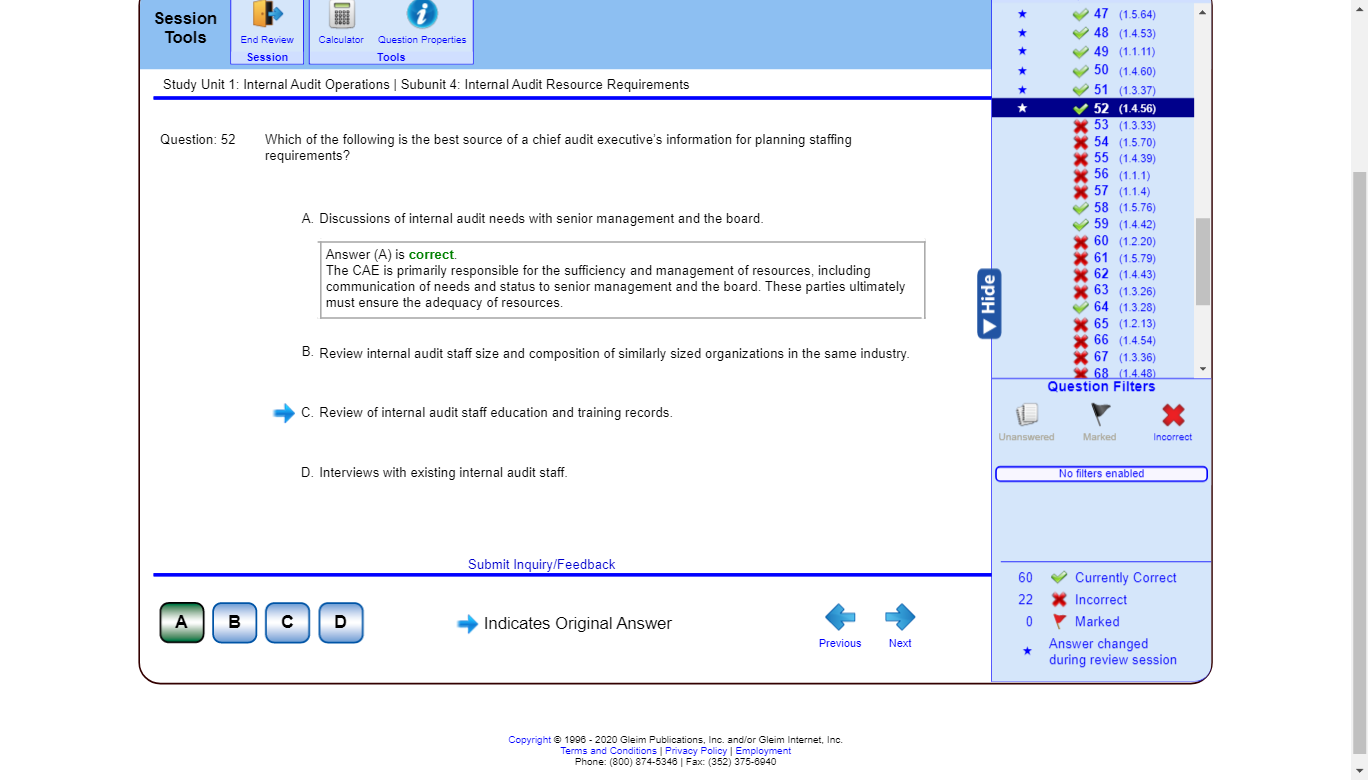 Session
Tools
End Review
Session
Calculator
Question Properties
Tools
Study Unit 1: Internal Audit Operations | Subunit 4: Internal Audit Resource Requirements
Question: 52
Which of the following is the best source of a chief audit executive's information for planning staffing
requirements?
A. Discussions of internal audit needs with senior management and the board.
Answer (A) is correct.
The CAE is primarily responsible for the sufficiency and management of resources, including
communication of needs and status to senior management and the board. These parties ultimately
must ensure the adequacy of resources.
B. Review internal audit staff size and composition of similarly sized organizations in the same industry.
C. Review of internal audit staff education and training records.
D. Interviews with existing internal audit staff.
Submit Inquiry/Feedback
A
B
C
D
Indicates Original Answer
Previous
Next
Hide
47 (1.5.64)
48 (1.4.53)
49 (1.1.11)
50 (1.4.60)
51 (1.3.37)
52 (1.4.56)
53 (1.3.33)
54 (1.5.70)
55 (1.4.39)
56 (1.1.1)
57 (1.1.4)
58 (1.5.76)
59 (1.4.42)
60 (1.2.20)
61 (1.5.79)
62 (1.4.43)
63 (1.3.26)
64 (1.3.28)
65 (1.2.13)
66 (1.4.54)
67 (1.3.36)
68 (1.4.48)
Question Filters
Unanswered
Marked
Incorrect
No filters enabled
60 Currently Correct
22 Incorrect
0 Marked
Answer changed
during review session
Copyright © 1996 - 2020 Gleim Publications, Inc. and/or Gleim Internet, Inc.
Terms and Conditions | Privacy Policy | Employment
Phone: (800) 874-5346 | Fax: (352) 375-6940